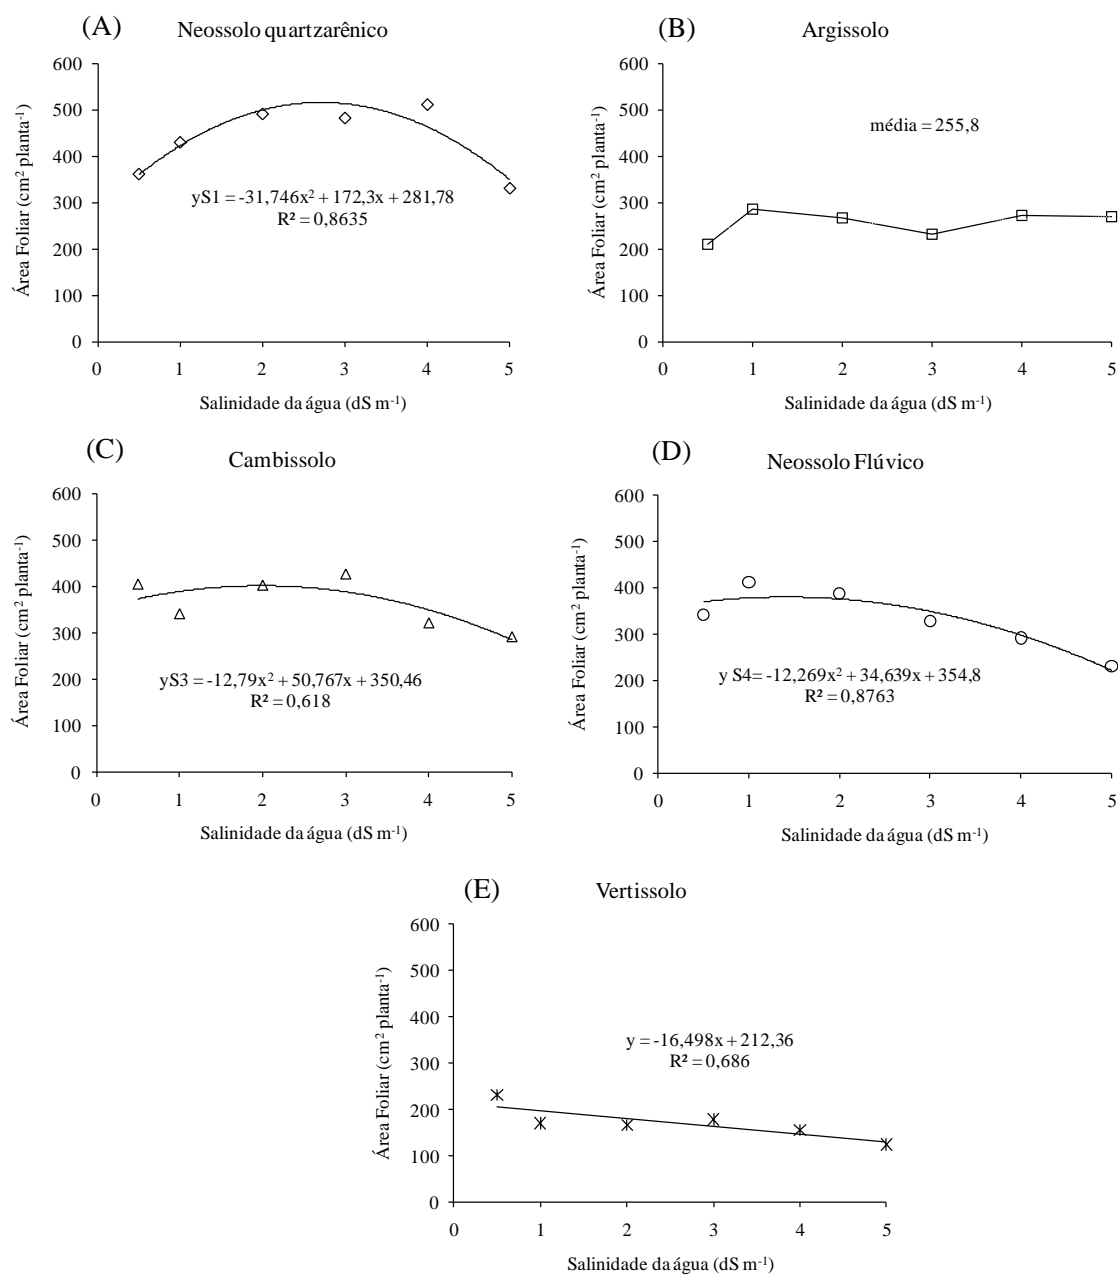 (A)
Neossolo quartzarênico
600
500
400
300
200
100
0
Área Foliar (cm² planta⁻¹)
yS1 = -31,746x² + 172,3x + 281,78
R² = 0,8635
0 1 2 3 4 5
Salinidade da água (dS m⁻¹)
(B)
Argissolo
600
500
400
300
200
100
0
Área Foliar (cm² planta⁻¹)
média = 255,8
0 1 2 3 4 5
Salinidade da água (dS m⁻¹)
(C)
Cambissolo
600
500
400
300
200
100
0
Área Foliar (cm² planta⁻¹)
yS3 = -12,79x² + 50,767x + 350,46
R² = 0,618
0 1 2 3 4 5
Salinidade da água (dS m⁻¹)
(D)
Neossolo Flúvico
600
500
400
300
200
100
0
Área Foliar (cm² planta⁻¹)
y S4= -12,269x² + 34,639x + 354,8
R² = 0,8763
0 1 2 3 4 5
Salinidade da água (dS m⁻¹)
(E)
Vertissolo
600
500
400
300
200
100
0
Área Foliar (cm² planta⁻¹)
y = -16,498x + 212,36
R² = 0,686
0 1 2 3 4 5
Salinidade da água (dS m⁻¹)